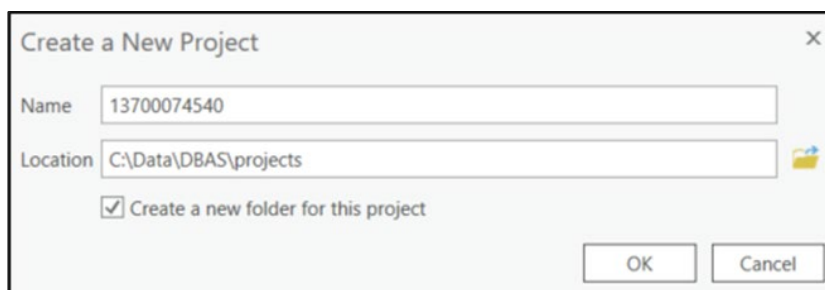 Create a New Project
Name 13700074540
Location C:\Data\DBAS\projects
Create a new folder for this project
OK Cancel